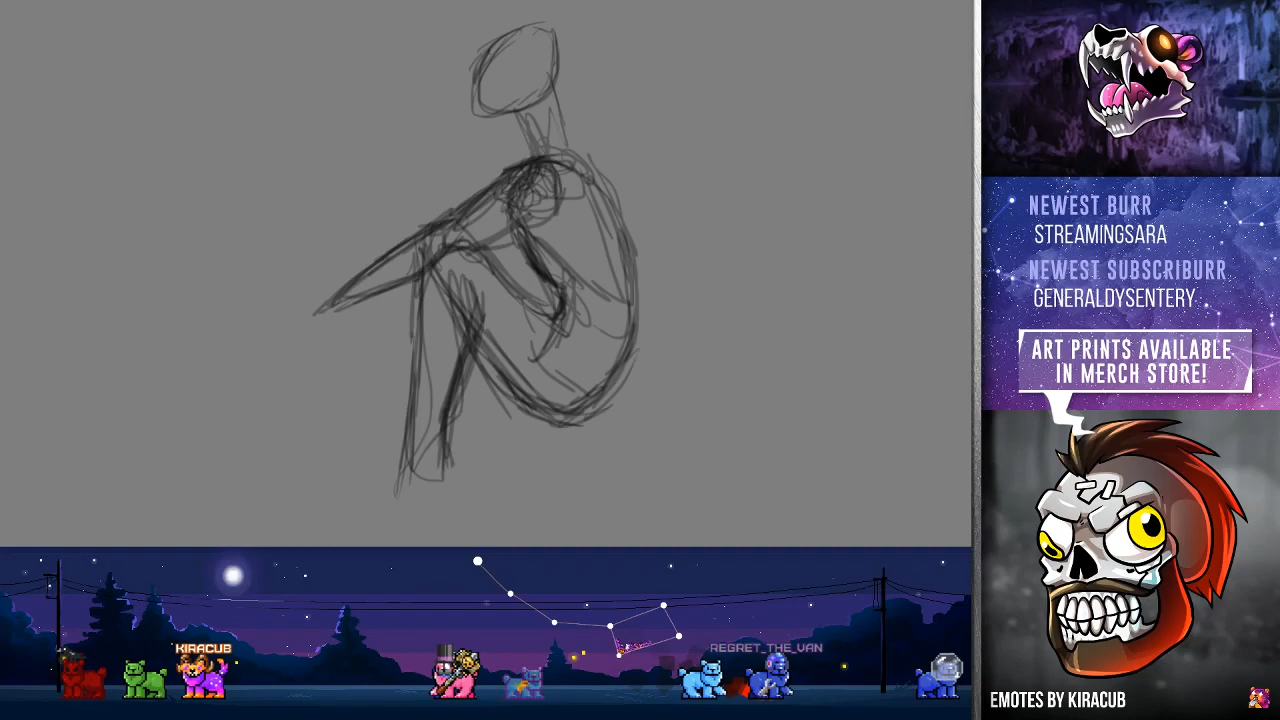 NEWEST BURR
STREAMINGSARA
NEWEST SUBSCRIBURR
GENERALDYSENTERY
ART PRINTS AVAILABLE
IN MERCH STORE!
KIRACUB
REGRET_THE_VAN
EMOTES BY KIRACUB